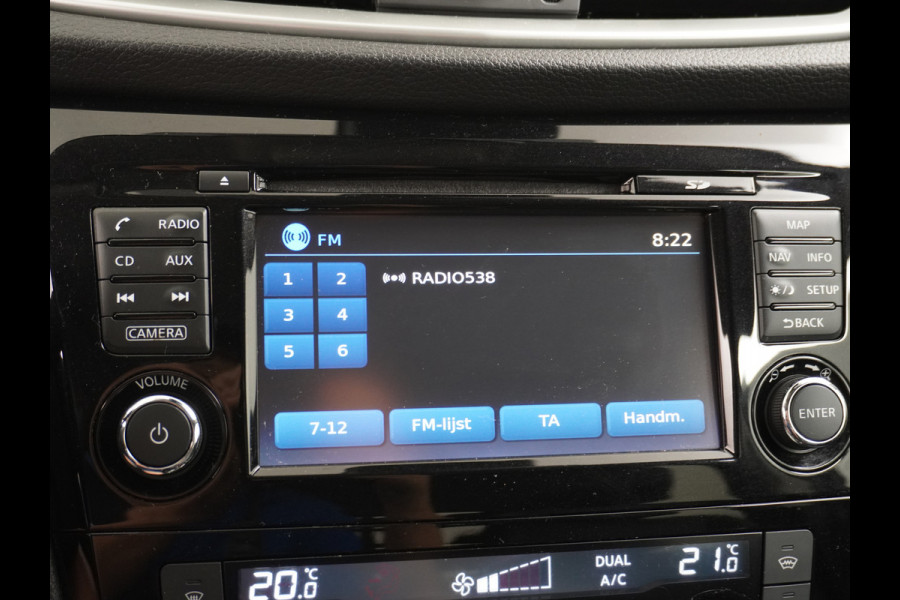 SD
RADIO
CD AUX
CAMERA
VOLUME
FM 8:22
1 2
RADIO538
3 4
5 6
7-12 FM-lijst TA Handm.
MAP
NAV INFO
SETUP
BACK
ENTER
20.0°C
DUAL
A/C
21.0°C